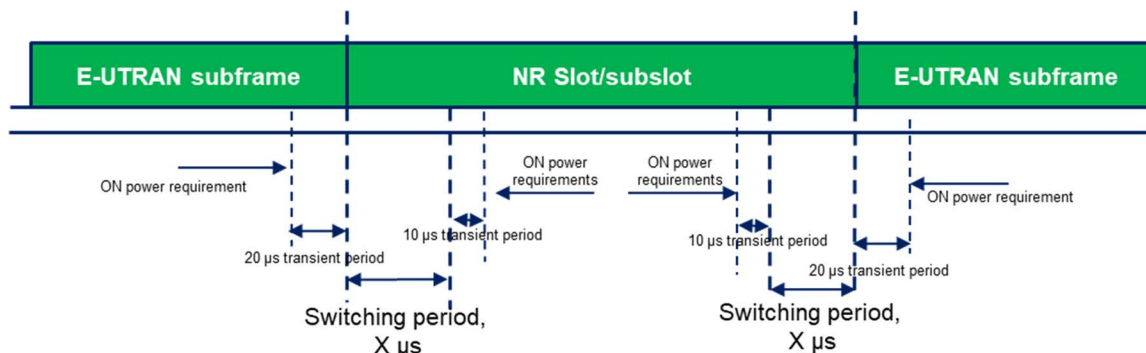 E-UTRAN subframe
NR Slot/subslot
E-UTRAN subframe
ON power requirement
ON power
requirements
ON power
requirements
ON power requirement
10 µs transient period
10 µs transient period
20 µs transient period
20 µs transient period
Switching period,
X µs
Switching period,
X µs